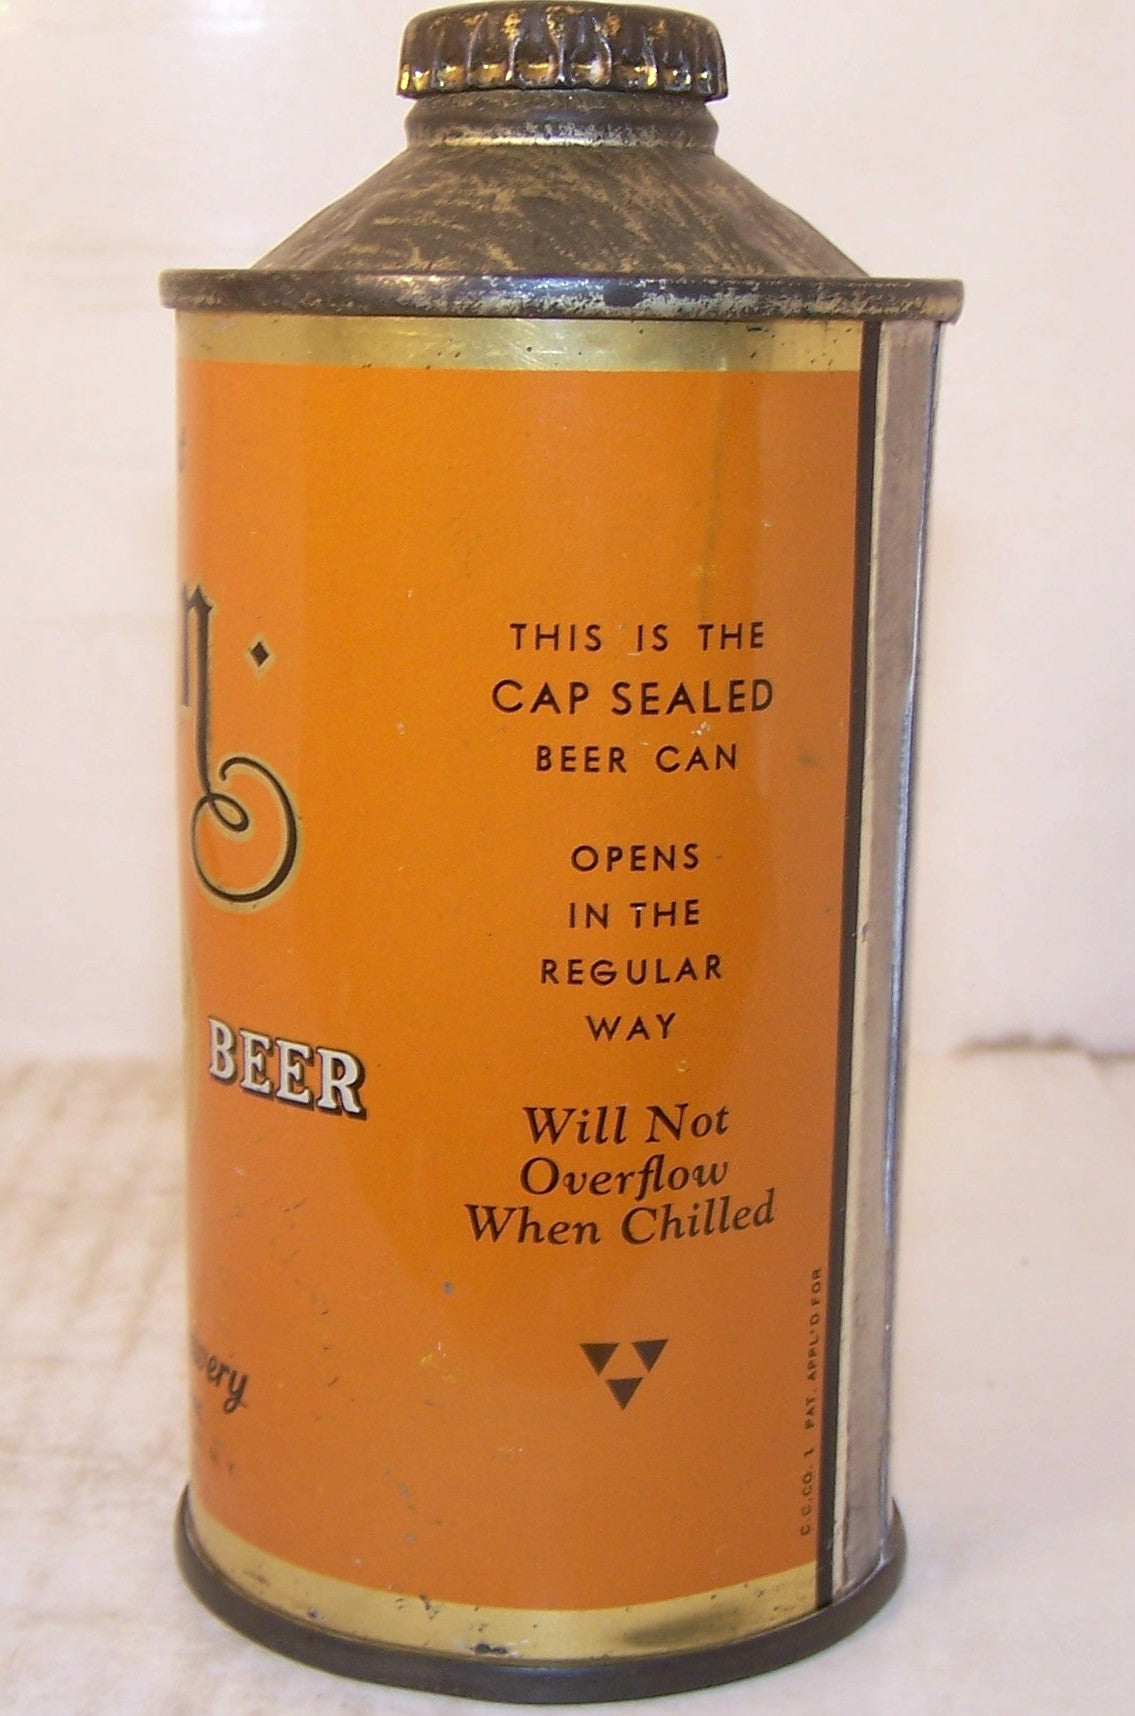 BEER
THIS IS THE
CAP SEALED
BEER CAN
OPENS
IN THE
REGULAR
WAY
Will Not
Overflow
When Chilled
C.C.CO. 1 PAT. APPL'D FOR